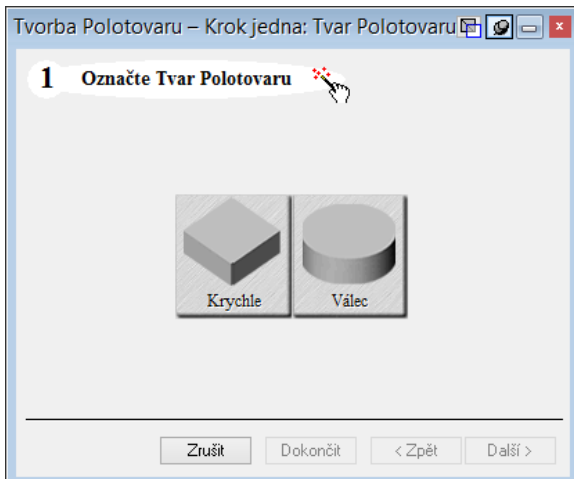 Tvorba Polotovaru – Krok jedna: Tvar Polotovaru
1 Označte Tvar Polotovaru
Krychle Válec
Zrušit Dokončit < Zpět Další >